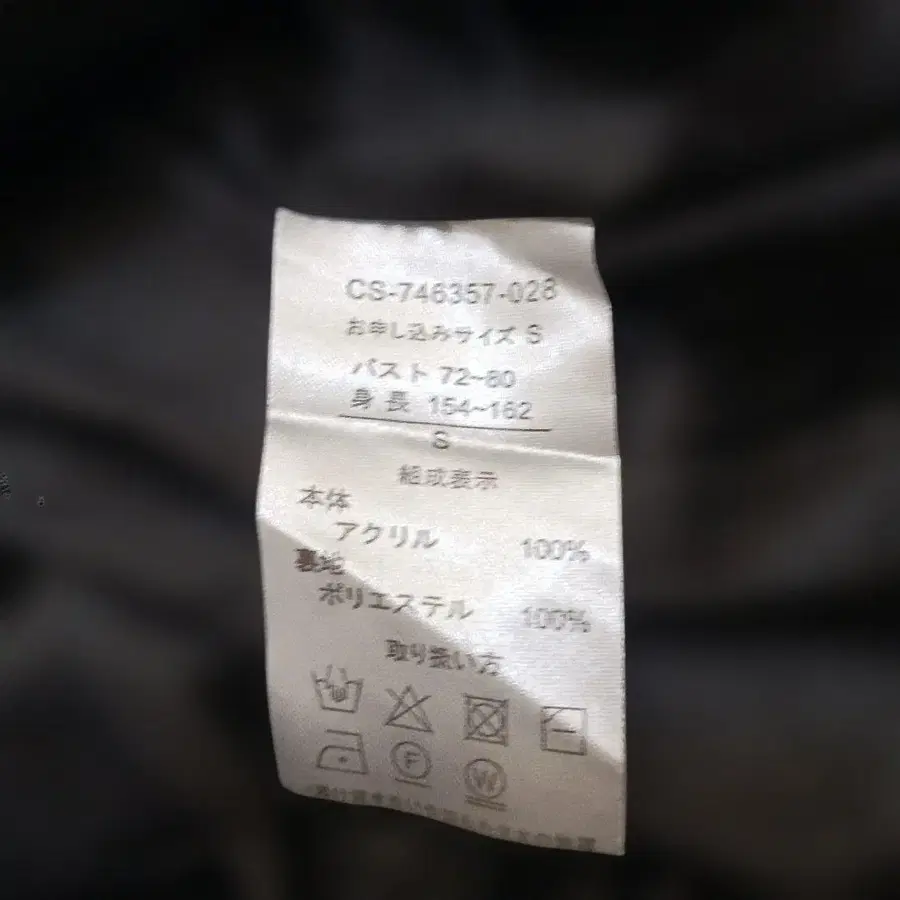 CS-746357-028
お申し込みサイズ S
バスト 72~80
身長 154~162
S
組成表示
本体
アクリル 100%
裏地
ポリエステル 100%
取り扱い方
F
W